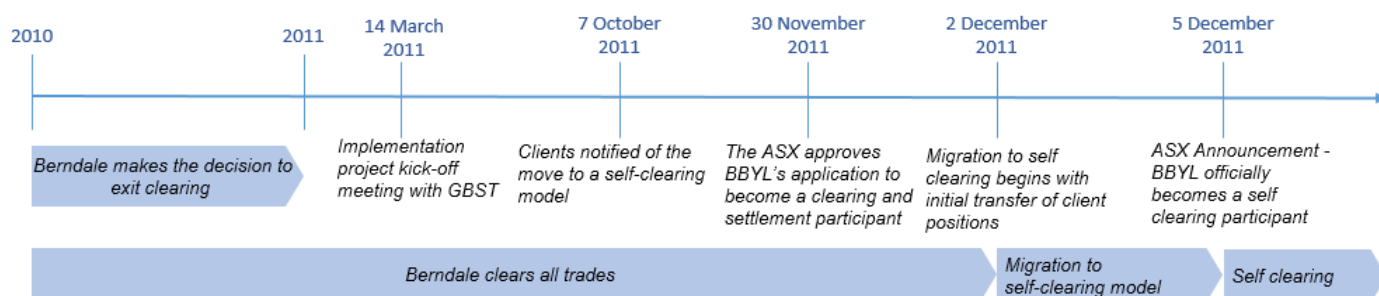 2010
2011
14 March
2011
7 October
2011
30 November
2011
2 December
2011
5 December
2011
Berndale makes the decision to
exit clearing
Implementation
project kick-off
meeting with GBST
Clients notified of the
move to a self-clearing
model
The ASX approves
BBYL's application to
become a clearing and
settlement participant
Migration to self
clearing begins with
initial transfer of client
positions
ASX Announcement -
BBYL officially
becomes a self
clearing participant
Berndale clears all trades
Migration to
self-clearing model
Self clearing